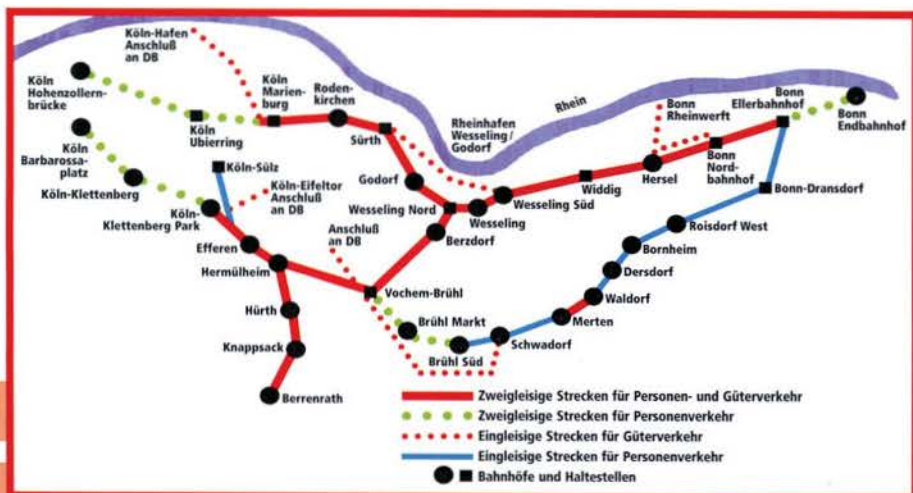 Köln-Hafen
Anschluß
an DB
Köln
Hohenzollern-
brücke
Köln
Marien-
burg
Roden-
kirchen
Köln
Ubierring
Sürth
Rheinhafen
Wesseling/
Godorf
Rhein
Bonn
Rheinwerft
Bonn
Ellerbahnhof
Bonn
Endbahnhof
Köln
Barbarossa-
platz
Köln-Klettenberg
Köln-Sülz
Köln-Eifeltor
Anschluß
an DB
Köln-
Klettenberg Park
Godorf
Wesseling Nord
Wesseling
Wesseling Süd
Widdig
Hersel
Bonn
Nord-
bahnhof
Bonn-Dransdorf
Efferen
Hermülheim
Anschluß
an DB
Berzdorf
Roisdorf West
Bornheim
Dersdorf
Waldorf
Merten
Vochem-Brühl
Hürth
Brühl Markt
Brühl Süd
Schwadorf
Knappsack
Berrenrath
Zweigleisige Strecken für Personen- und Güterverkehr
Zweigleisige Strecken für Personenverkehr
Eingleisige Strecken für Güterverkehr
Eingleisige Strecken für Personenverkehr
Bahnhöfe und Haltestellen